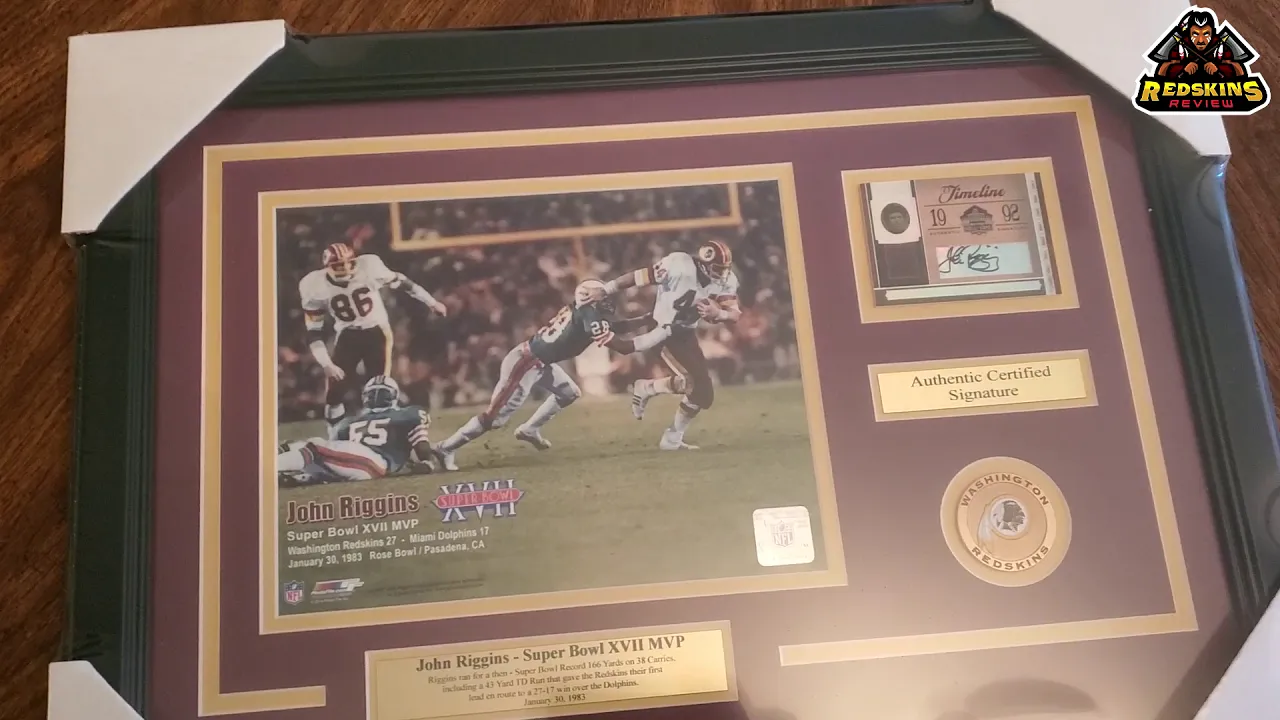 REDSKINS
REVIEW
Timeline
19 92
86
28
28
4
55
Authentic Certified
Signature
WASHINGTON
REDSKINS
John Riggins
XVII
SUPER BOWL
Super Bowl XVII MVP
Washington Redskins 27 - Miami Dolphins 17
January 30, 1983 Rose Bowl / Pasadena, CA
NFL
NFL
John Riggins - Super Bowl XVII MVP
Riggins ran for a then - Super Bowl Record 166 Yards on 38 Carries,
including a 43 Yard TD Run that gave the Redskins their first
lead en route to a 27-17 win over the Dolphins.
January 30, 1983